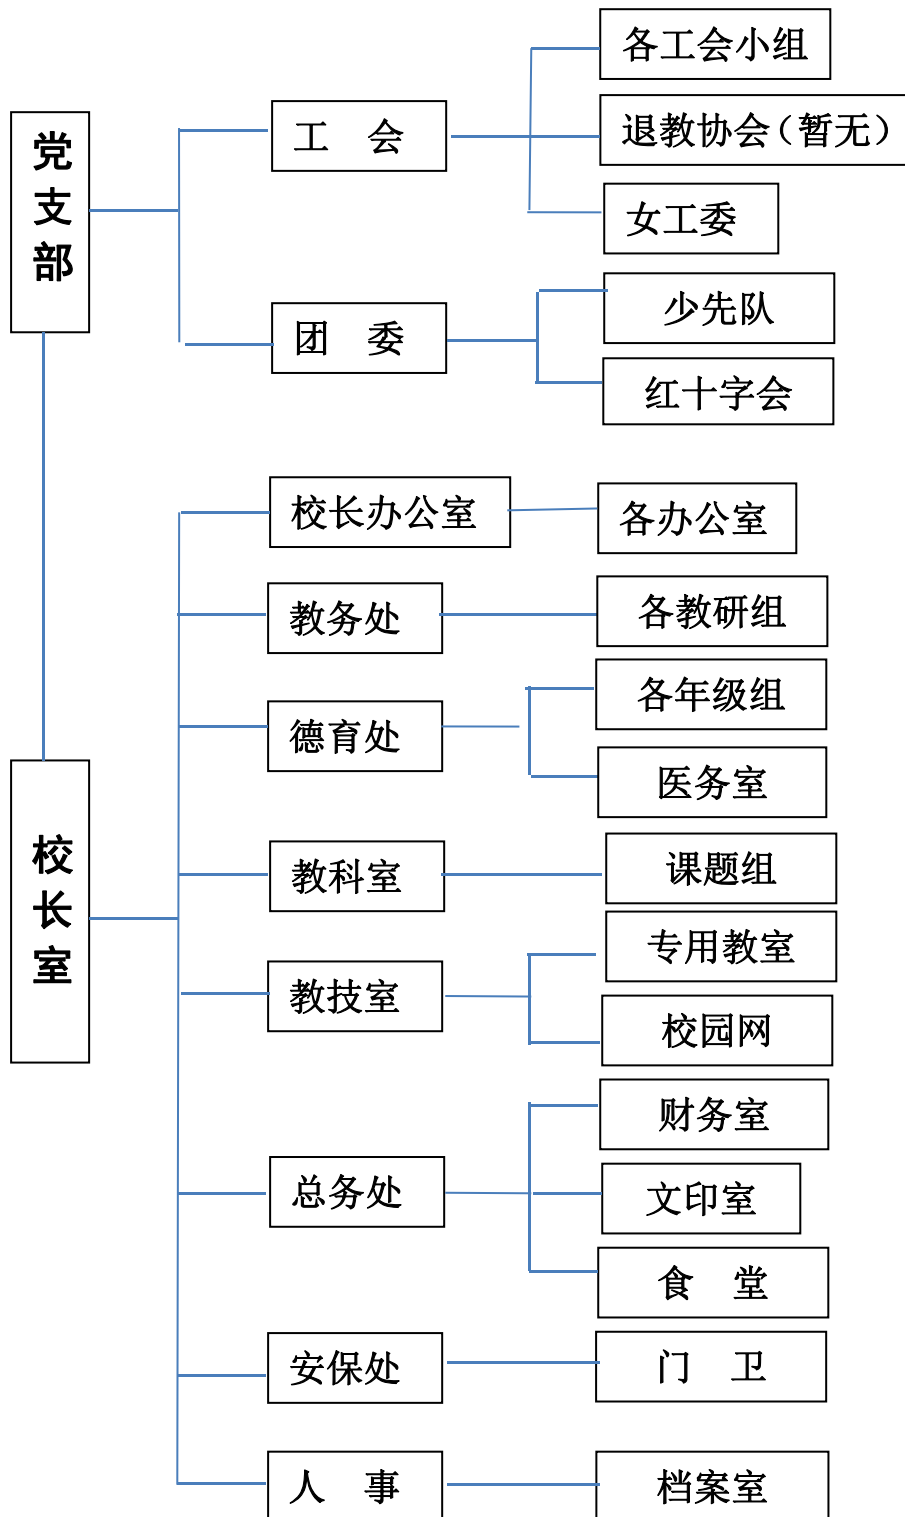 党支部
工 会
各工会小组
退教协会（暂无）
女工委
团 委
少先队
红十字会
校长室
校长办公室
各办公室
教务处
各教研组
德育处
各年级组
医务室
教科室
课题组
教技室
专用教室
校园网
总务处
财务室
文印室
食 堂
安保处
门 卫
人 事
档案室